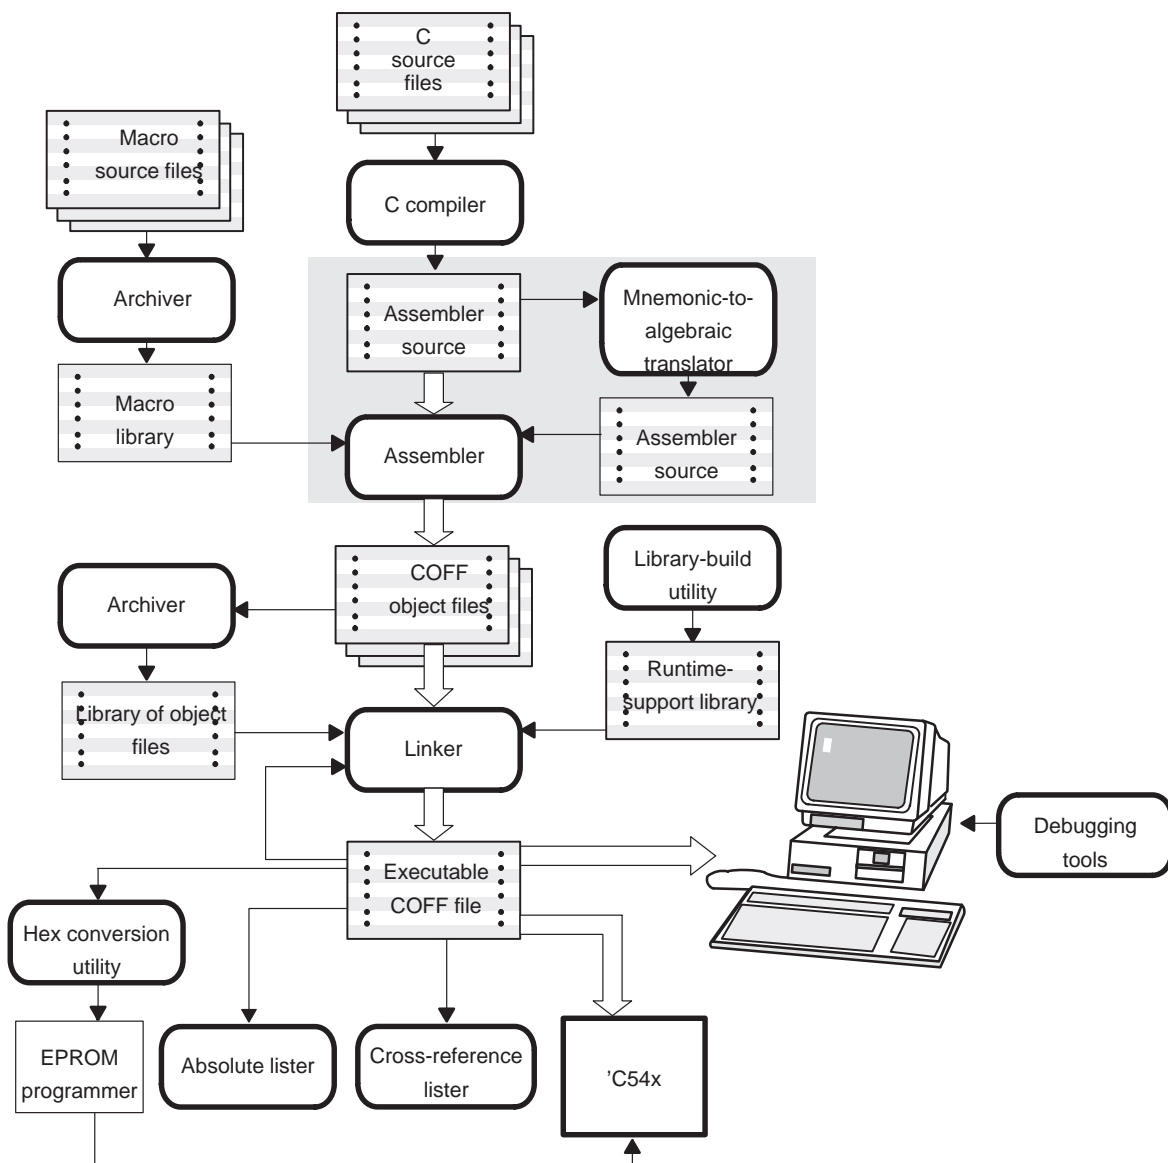 C
source
files
Macro
source files
C compiler
Archiver
Assembler
source
Mnemonic-to-
algebraic
translator
Macro
library
Assembler
Assembler
source
COFF
object files
Library-build
utility
Archiver
Runtime-
support library
Library of object
files
Linker
Debugging
tools
Executable
COFF file
Hex conversion
utility
EPROM
programmer
Absolute lister
Cross-reference
lister
’C54x